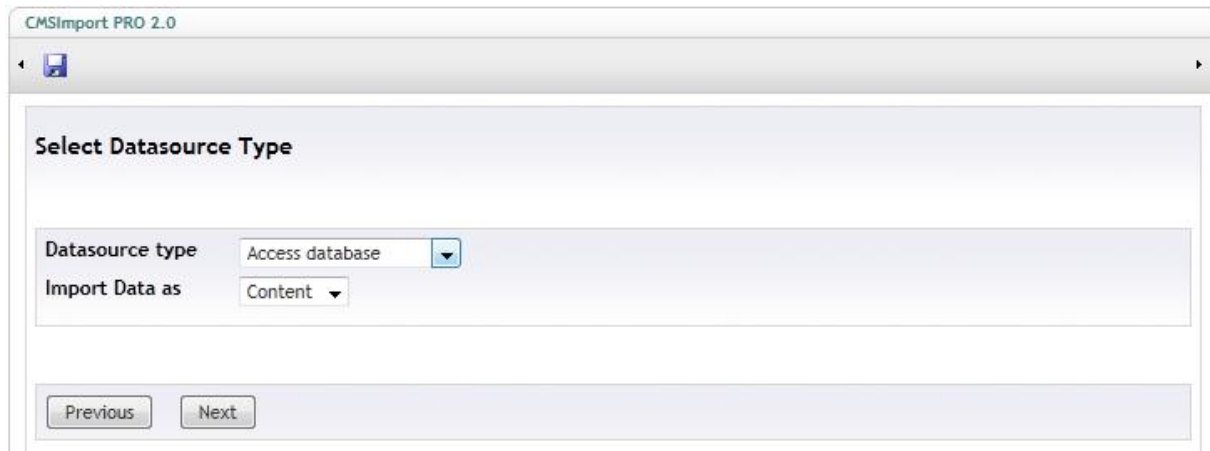 CMSImport PRO 2.0
Select Datasource Type
Datasource type Access database
Import Data as Content
Previous Next